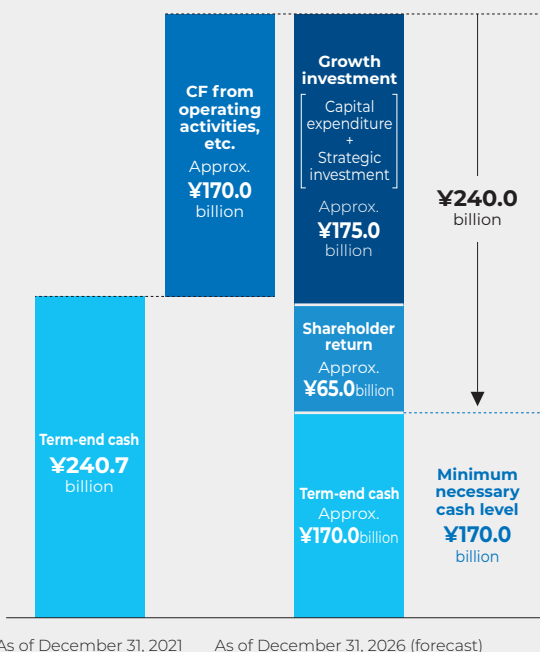 CF from
operating
activities,
etc.
Approx.
¥170.0
billion
Growth
investment
Capital
expenditure
+
Strategic
investment
Approx.
¥175.0
billion
¥240.0
billion
Shareholder
return
Approx.
¥65.0billion
Term-end cash
¥240.7
billion
Term-end cash
Approx.
¥170.0billion
Minimum
necessary
cash level
¥170.0
billion
As of December 31, 2021
As of December 31, 2026 (forecast)